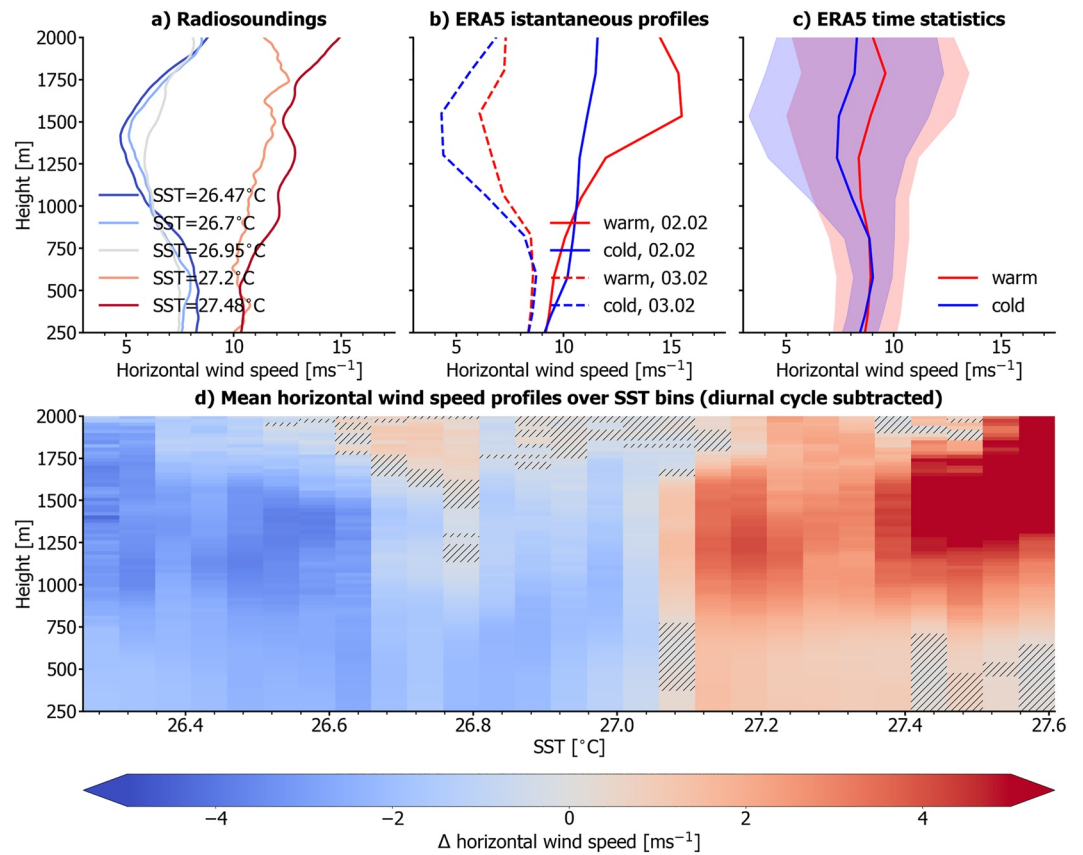 a) Radiosoundings
b) ERA5 istantaneous profiles
c) ERA5 time statistics
2000
1750
1500
1250
1000
750
500
250
Height [m]
SST=26.47°C
SST=26.7°C
SST=26.95°C
SST=27.2°C
SST=27.48°C
warm, 02.02
cold, 02.02
warm, 03.02
cold, 03.02
warm
cold
5 10 15
5 10 15
5 10 15
Horizontal wind speed [ms⁻¹]
Horizontal wind speed [ms⁻¹]
Horizontal wind speed [ms⁻¹]
d) Mean horizontal wind speed profiles over SST bins (diurnal cycle subtracted)
2000
1750
1500
1250
1000
750
500
250
Height [m]
26.4 26.6 26.8 27.0 27.2 27.4 27.6
SST [°C]
−4 −2 0 2 4
Δ horizontal wind speed [ms⁻¹]